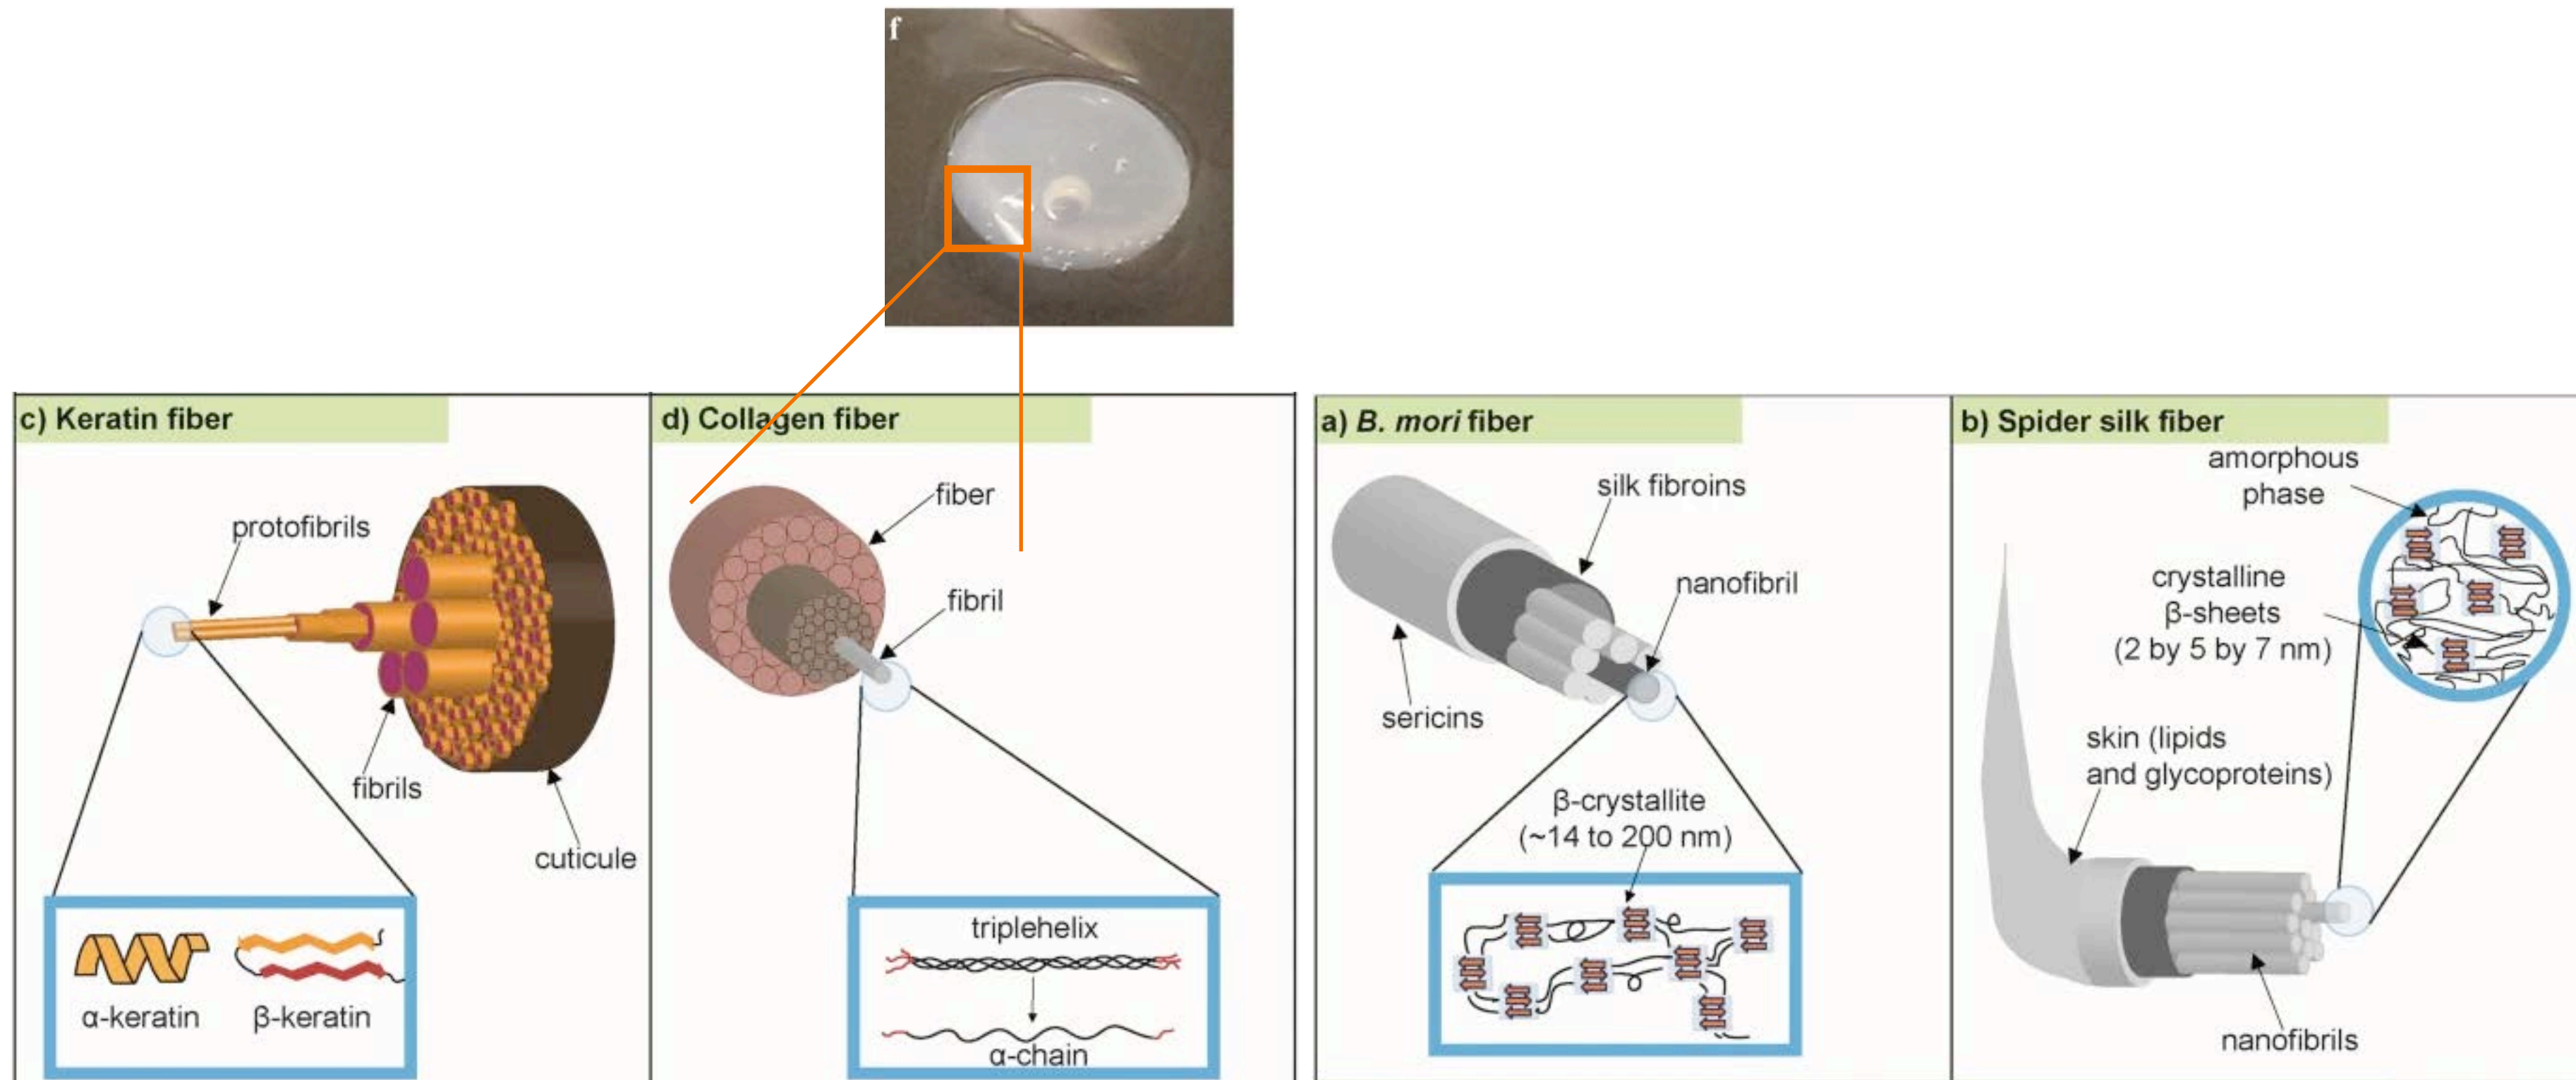 f
c) Keratin fiber
protofibrils
fibrils
cuticule
α-keratin
β-keratin
d) Collagen fiber
fiber
fibril
triplehelix
α-chain
a) B. mori fiber
silk fibroins
nanofibril
sericins
β-crystallite
(~14 to 200 nm)
b) Spider silk fiber
amorphous
phase
crystalline
β-sheets
(2 by 5 by 7 nm)
skin (lipids
and glycoproteins)
nanofibrils